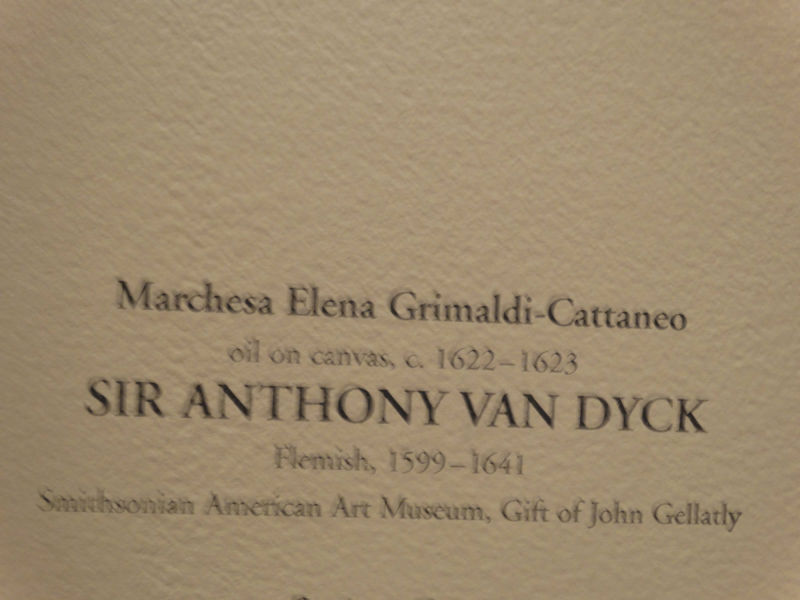 Marchesa Elena Grimaldi-Cattaneo
oil on canvas, c. 1622–1623
SIR ANTHONY VAN DYCK
Flemish, 1599–1641
Smithsonian American Art Museum, Gift of John Gellatly